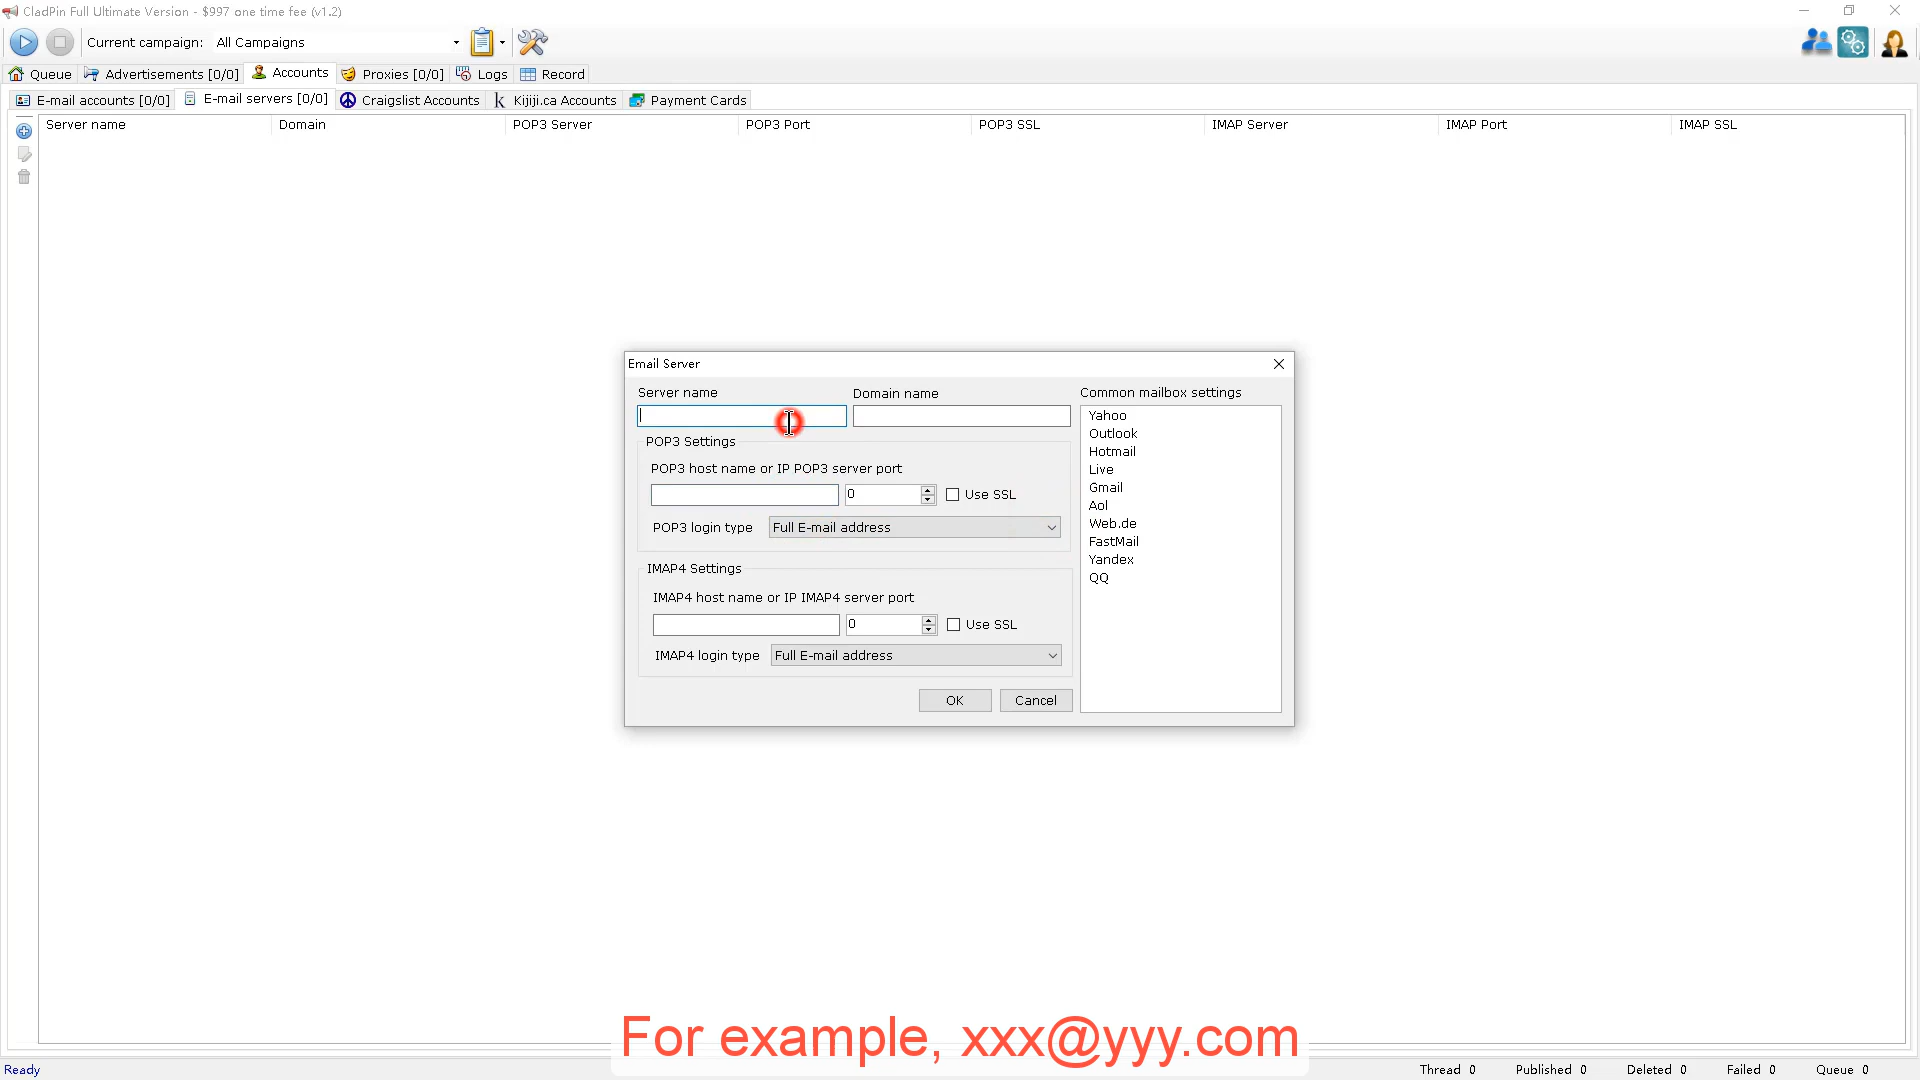 CladPin Full Ultimate Version - $997 one time fee (v1.2)
Current campaign: All Campaigns
Queue Advertisements [0/0] Accounts Proxies [0/0] Logs Record
E-mail accounts [0/0] E-mail servers [0/0] Craigslist Accounts k Kijiji.ca Accounts Payment Cards
Server name Domain POP3 Server POP3 Port POP3 SSL IMAP Server IMAP Port IMAP SSL
Email Server
Server name Domain name Common mailbox settings
Yahoo
Outlook
POP3 Settings
Hotmail
POP3 host name or IP POP3 server port
Live
Gmail
0 Use SSL
Aol
POP3 login type Full E-mail address
Web.de
FastMail
Yandex
IMAP4 Settings
QQ
IMAP4 host name or IP IMAP4 server port
0 Use SSL
IMAP4 login type Full E-mail address
OK Cancel
For example, xxx@yyy.com
Ready Thread 0 Published 0 Deleted 0 Failed 0 Queue 0